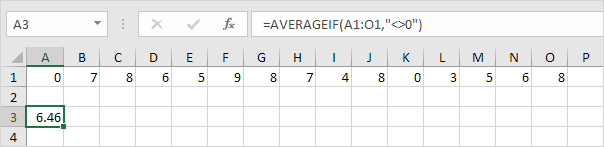 A3 =AVERAGEIF(A1:O1,"<>0")
A B C D E F G H I J K L M N O P
1 0 7 8 6 5 9 8 7 4 8 0 3 5 6 8
2
3 6.46
4